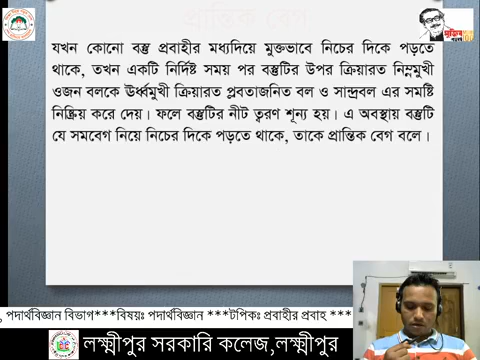 প্রান্তিক বেগ
যখন কোনো বস্তু প্রবাহীর মধ্যদিয়ে মুক্তভাবে নিচের দিকে পড়তে
থাকে, তখন একটি নির্দিষ্ট সময় পর বস্তুটির উপর ক্রিয়ারত নিম্নমুখী
ওজন বলকে ঊর্ধ্বমুখী ক্রিয়ারত প্লবতাজনিত বল ও সান্দ্রবল এর সমষ্টি
নিষ্ক্রিয় করে দেয়। ফলে বস্তুটির নীট ত্বরণ শূন্য হয়। এ অবস্থায় বস্তুটি
যে সমবেগ নিয়ে নিচের দিকে পড়তে থাকে, তাকে প্রান্তিক বেগ বলে।
, পদার্থবিজ্ঞান বিভাগ***বিষয়ঃ পদার্থবিজ্ঞান ***টপিকঃ প্রবাহীর প্রবাহ ***
লক্ষ্মীপুর সরকারি কলেজ,লক্ষ্মীপুর